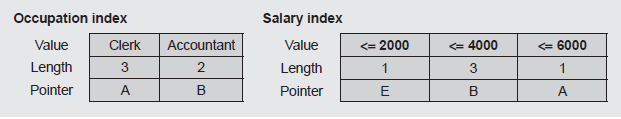 Occupation index Salary index
Value Clerk Accountant Value <= 2000 <= 4000 <= 6000
Length 3 2 Length 1 3 1
Pointer A B Pointer E B A